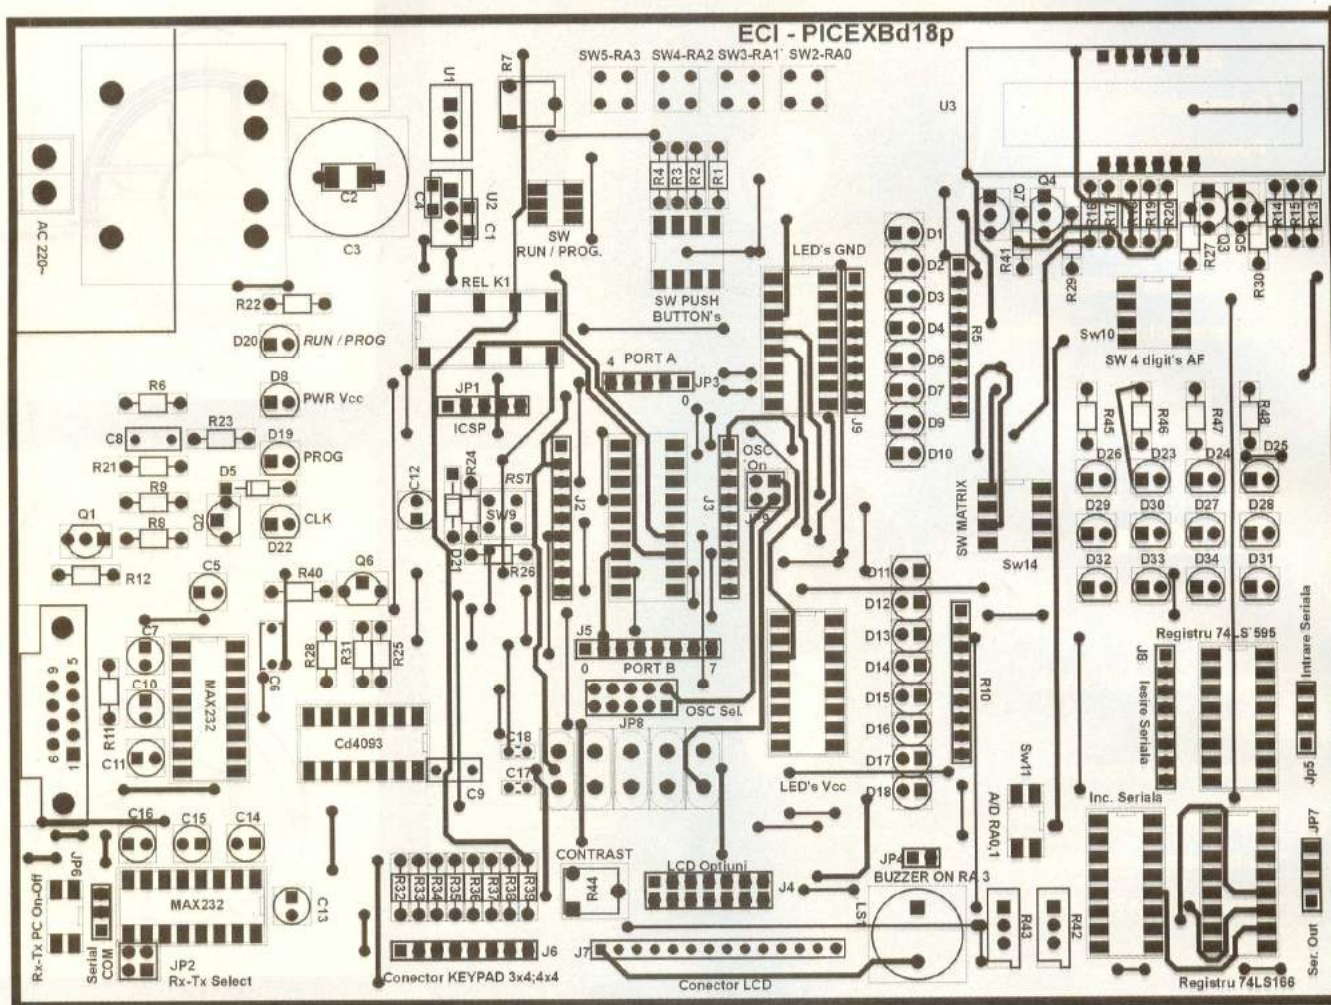 ECI - PICEXBd18p
SW5-RA3 SW4-RA2 SW3-RA1 SW2-RA0
U1
R7
U3
AC 220~
C2
C3
C4
U2
C1
SW
RUN / PROG.
R4
R3
R2
R1
Q7
Q4
R16
R17
R18
R19
R20
R14
R15
R13
R41
R29
R27
Q3
Q5
R30
LED's GND
D1
D2
D3
D4
D6
D7
D9
D10
R5
REL K1
SW PUSH
BUTTON's
R22
D20
RUN / PROG
Sw10
SW 4 digit's AF
4 PORT A
0
JP3
JP1
ICSP
J9
D8
PWR Vcc
R6
R23
C8
D19
PROG
R21
D5
R9
R8
Q1
D22
CLK
R12
C5
R40
Q6
C12
R24
RST
SW9
D21
R26
J2
J3
OSC
On
JP9
R45
R46
R47
R48
D26
D23
D24
D25
D29
D30
D27
D28
D32
D33
D34
D31
SW MATRIX
Sw14
D11
D12
D13
D14
D15
D16
D17
D18
R10
J5
0 PORT B 7
JP8
OSC Sel.
C7
C10
C11
R11
MAX232
C6
R28
R31
R25
9
5
6
1
Cd4093
C9
C18
C17
LED's Vcc
Registru 74LS'595
J8
Iesire Seriala
Intrare Seriala
Jp5
Sw11
A/D RA0,1
Inc. Seriala
JP7
C16
C15
C14
JP6
Rx-Tx PC On-Off
Serial
COM
MAX232
C13
JP2
Rx-Tx Select
R32
R33
R34
R35
R36
R37
R38
R39
CONTRAST
R44
LCD Optiuni
J4
JP4
BUZZER ON RA 3
LS1
R43
R42
J6
J7
Conector KEYPAD 3x4;4x4
Conector LCD
Registru 74LS166
Ser. Out